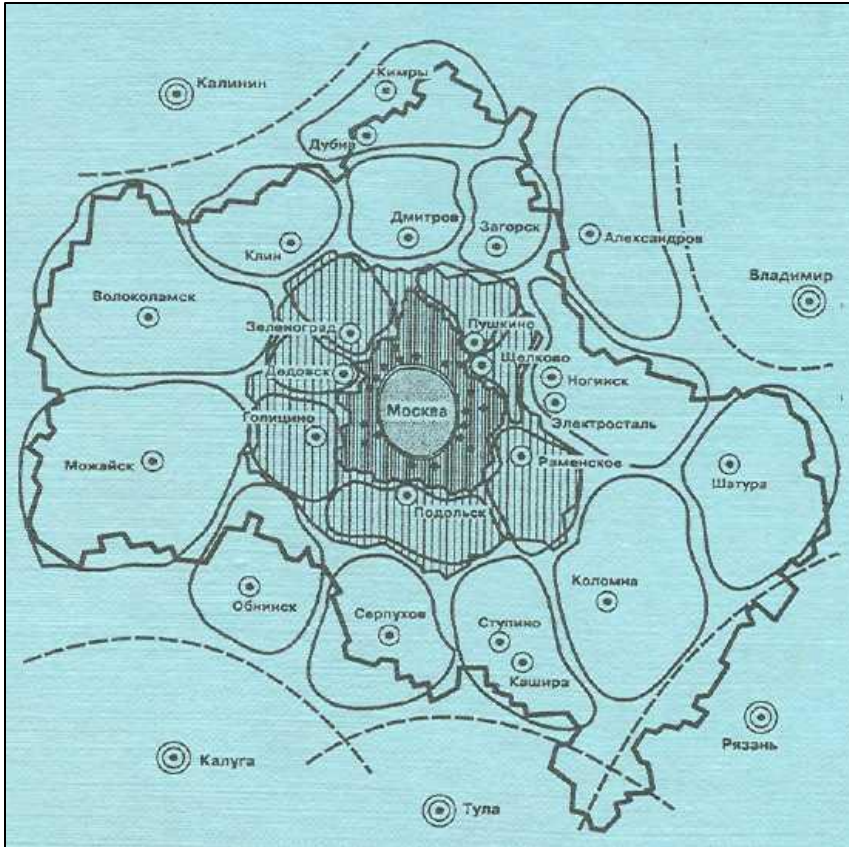 Кимры
Калинин
Дубна
Дмитров
Загорск
Клин
Александров
Владимир
Волоколамск
Зеленоград
Пушкино
Щелково
Дедовск
Ногинск
Москва
Голицино
Электросталь
Раменское
Можайск
Шатура
Подольск
Коломна
Обнинск
Серпухов
Ступино
Кашира
Рязань
Калуга
Тула